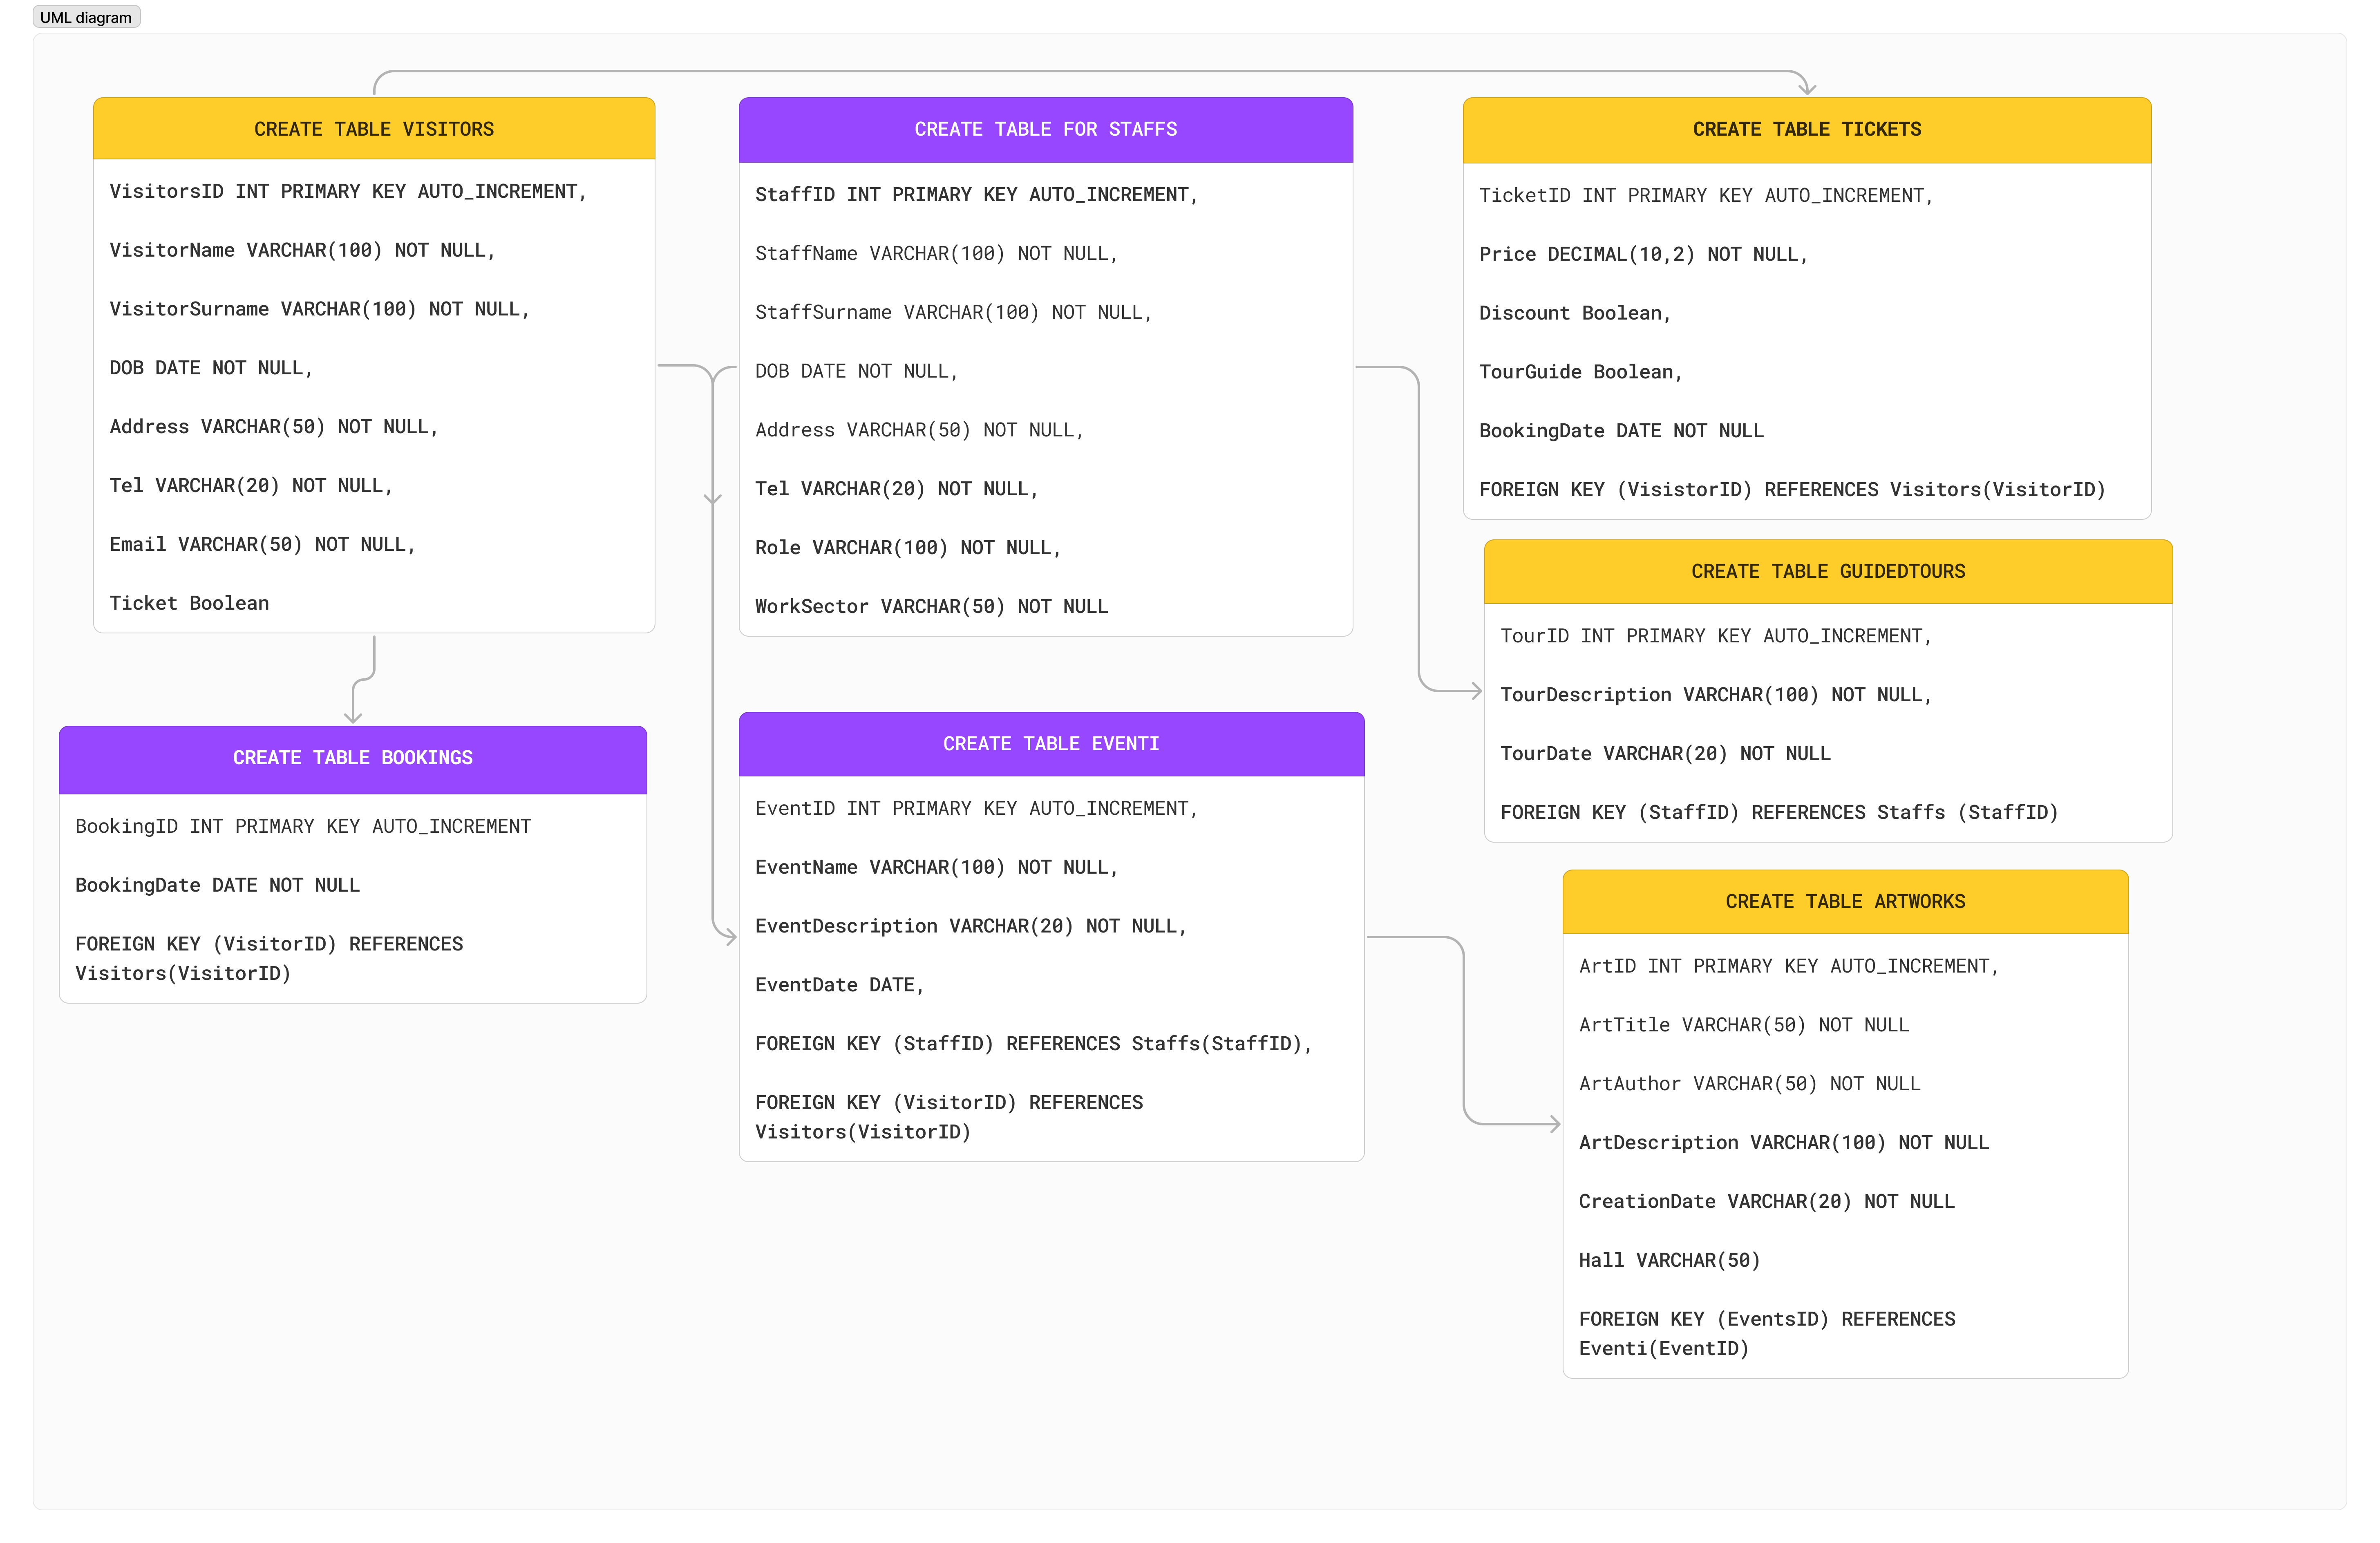 UML diagram
CREATE TABLE VISITORS
VisitorsID INT PRIMARY KEY AUTO_INCREMENT,
VisitorName VARCHAR(100) NOT NULL,
VisitorSurname VARCHAR(100) NOT NULL,
DOB DATE NOT NULL,
Address VARCHAR(50) NOT NULL,
Tel VARCHAR(20) NOT NULL,
Email VARCHAR(50) NOT NULL,
Ticket Boolean
CREATE TABLE FOR STAFFS
StaffID INT PRIMARY KEY AUTO_INCREMENT,
StaffName VARCHAR(100) NOT NULL,
StaffSurname VARCHAR(100) NOT NULL,
DOB DATE NOT NULL,
Address VARCHAR(50) NOT NULL,
Tel VARCHAR(20) NOT NULL,
Role VARCHAR(100) NOT NULL,
WorkSector VARCHAR(50) NOT NULL
CREATE TABLE TICKETS
TicketID INT PRIMARY KEY AUTO_INCREMENT,
Price DECIMAL(10,2) NOT NULL,
Discount Boolean,
TourGuide Boolean,
BookingDate DATE NOT NULL
FOREIGN KEY (VisistorID) REFERENCES Visitors(VisitorID)
CREATE TABLE GUIDEDTOURS
TourID INT PRIMARY KEY AUTO_INCREMENT,
TourDescription VARCHAR(100) NOT NULL,
TourDate VARCHAR(20) NOT NULL
FOREIGN KEY (StaffID) REFERENCES Staffs (StaffID)
CREATE TABLE BOOKINGS
BookingID INT PRIMARY KEY AUTO_INCREMENT
BookingDate DATE NOT NULL
FOREIGN KEY (VisitorID) REFERENCES
Visitors(VisitorID)
CREATE TABLE EVENTI
EventID INT PRIMARY KEY AUTO_INCREMENT,
EventName VARCHAR(100) NOT NULL,
EventDescription VARCHAR(20) NOT NULL,
EventDate DATE,
FOREIGN KEY (StaffID) REFERENCES Staffs(StaffID),
FOREIGN KEY (VisitorID) REFERENCES
Visitors(VisitorID)
CREATE TABLE ARTWORKS
ArtID INT PRIMARY KEY AUTO_INCREMENT,
ArtTitle VARCHAR(50) NOT NULL
ArtAuthor VARCHAR(50) NOT NULL
ArtDescription VARCHAR(100) NOT NULL
CreationDate VARCHAR(20) NOT NULL
Hall VARCHAR(50)
FOREIGN KEY (EventsID) REFERENCES
Eventi(EventID)